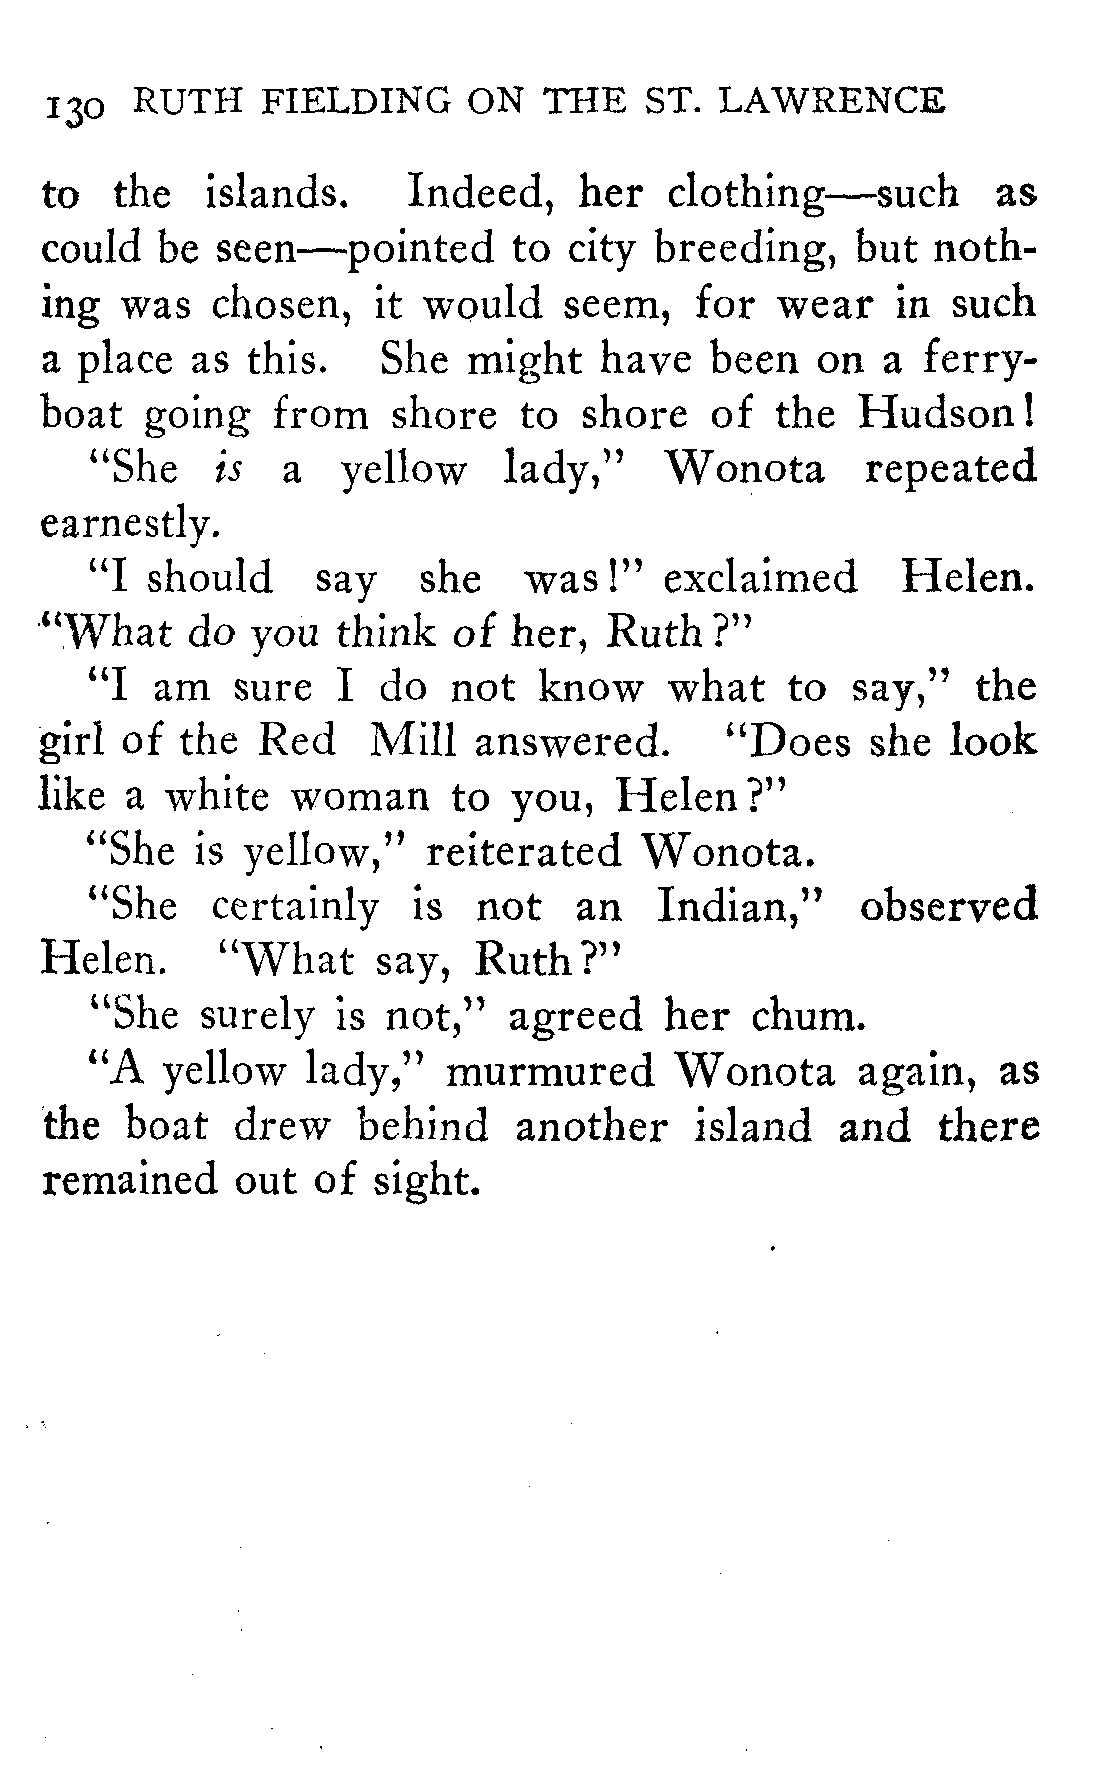 130 RUTH FIELDING ON THE ST. LAWRENCE
to the islands. Indeed, her clothing—such as
could be seen—pointed to city breeding, but noth-
ing was chosen, it would seem, for wear in such
a place as this. She might have been on a ferry-
boat going from shore to shore of the Hudson!
“She is a yellow lady,” Wonota repeated
earnestly.
“I should say she was!” exclaimed Helen.
“What do you think of her, Ruth?”
“I am sure I do not know what to say,” the
girl of the Red Mill answered. “Does she look
like a white woman to you, Helen?”
“She is yellow,” reiterated Wonota.
“She certainly is not an Indian,” observed
Helen. “What say, Ruth?”
“She surely is not,” agreed her chum.
“A yellow lady,” murmured Wonota again, as
the boat drew behind another island and there
remained out of sight.